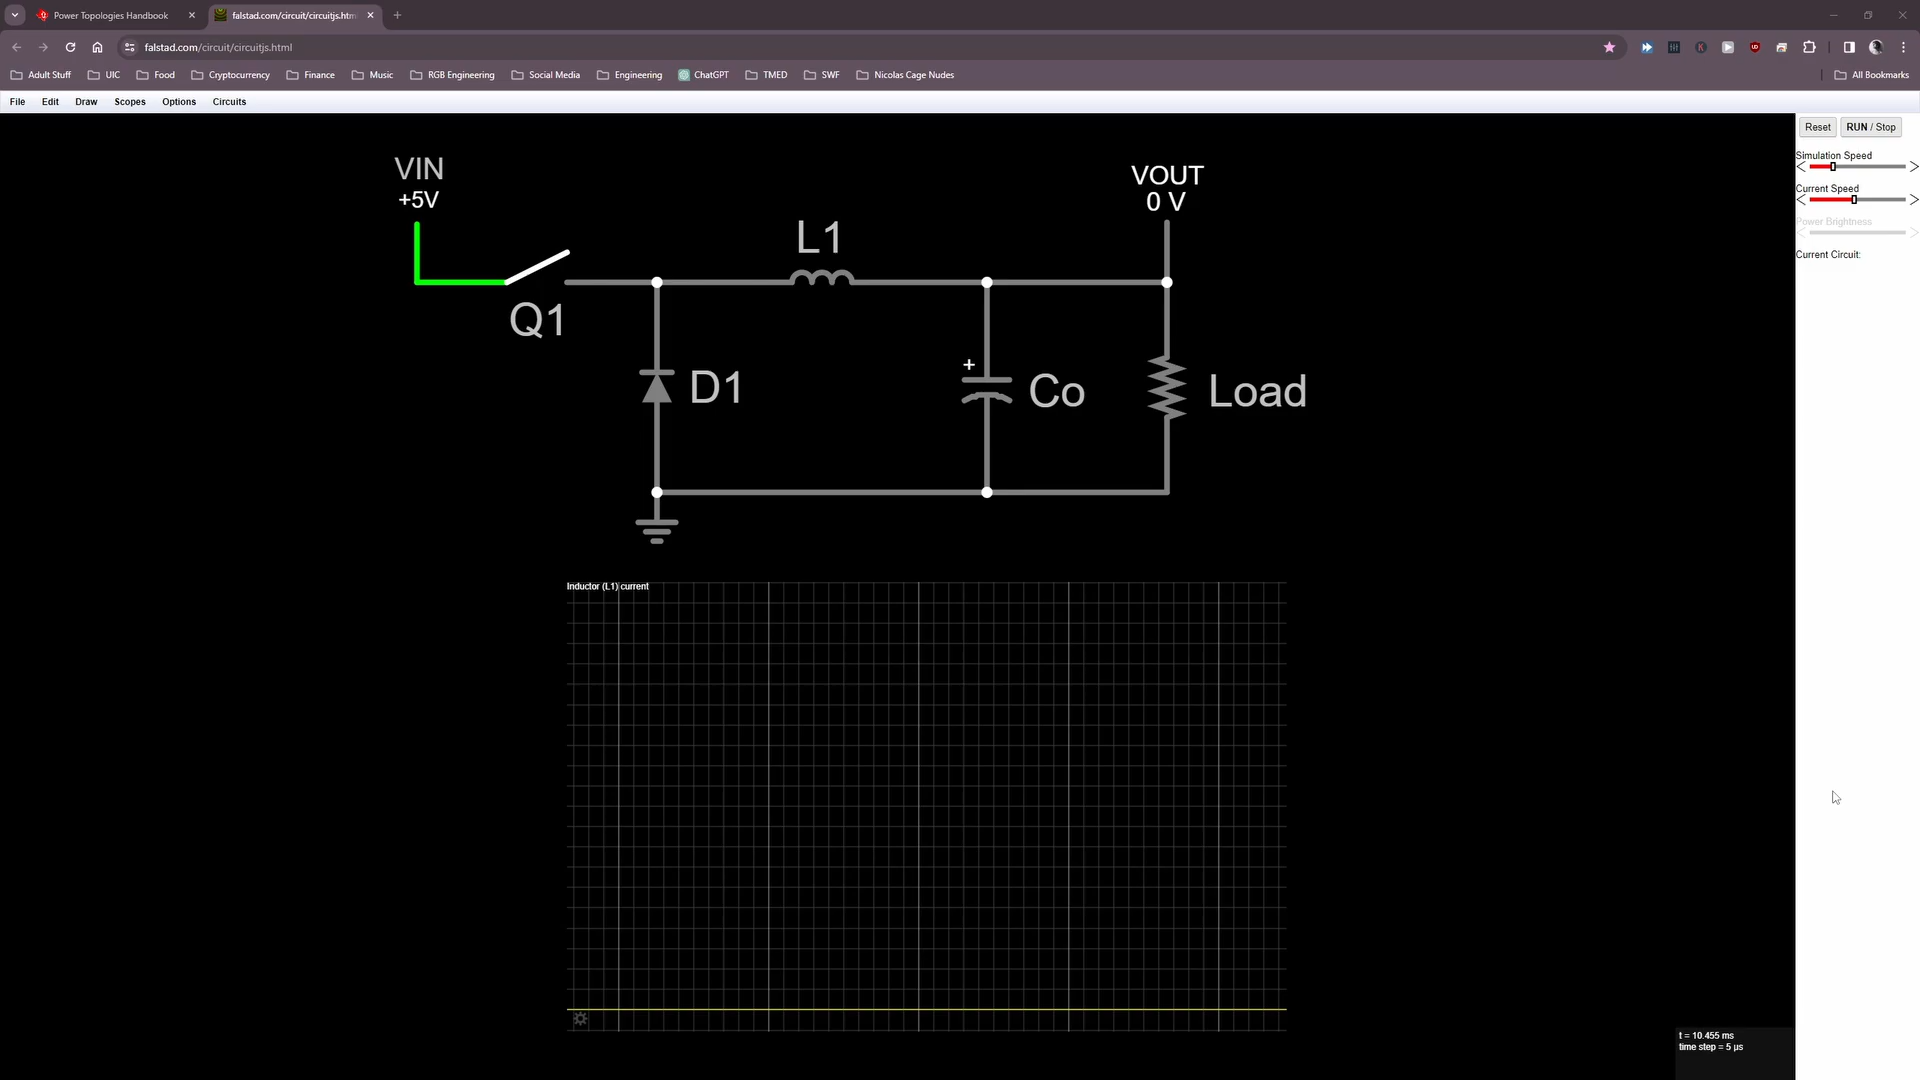 Power Topologies Handbook
falstad.com/circuit/circuitjs.htm
falstad.com/circuit/circuitjs.html
Adult Stuff
UIC
Food
Cryptocurrency
Finance
Music
RGB Engineering
Social Media
Engineering
ChatGPT
TMED
SWF
Nicolas Cage Nudes
All Bookmarks
File
Edit
Draw
Scopes
Options
Circuits
Reset
RUN / Stop
Simulation Speed
Current Speed
Power Brightness
Current Circuit:
VIN
+5V
VOUT
0 V
L1
Q1
D1
+
Co
Load
Inductor (L1) current
t = 10.455 ms
time step = 5 µs